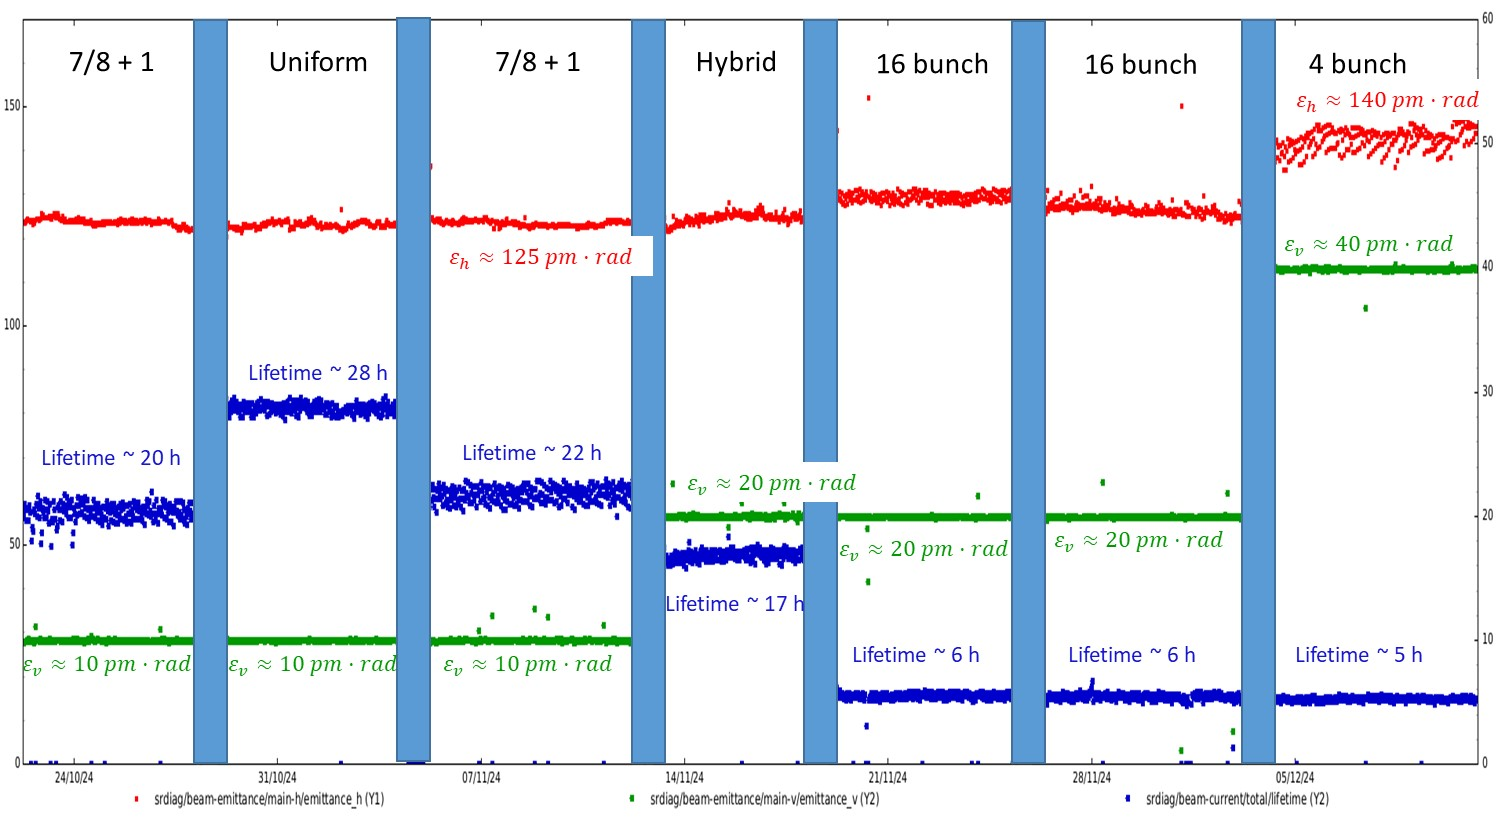 60
7/8 + 1
Uniform
7/8 + 1
Hybrid
16 bunch
16 bunch
4 bunch
εₕ ≈ 140 pm · rad
150
50
εᵥ ≈ 40 pm · rad
εₕ ≈ 125 pm · rad
40
100
Lifetime ~ 28 h
30
Lifetime ~ 20 h
Lifetime ~ 22 h
εᵥ ≈ 20 pm · rad
20
50
εᵥ ≈ 20 pm · rad
εᵥ ≈ 20 pm · rad
Lifetime ~ 17 h
10
εᵥ ≈ 10 pm · rad
εᵥ ≈ 10 pm · rad
εᵥ ≈ 10 pm · rad
Lifetime ~ 6 h
Lifetime ~ 6 h
Lifetime ~ 5 h
0
0
24/10/24
31/10/24
07/11/24
14/11/24
21/11/24
28/11/24
05/12/24
srdiag/beam-emittance/main-h/emittance_h (Y1)
srdiag/beam-emittance/main-v/emittance_v (Y2)
srdiag/beam-current/total/lifetime (Y2)